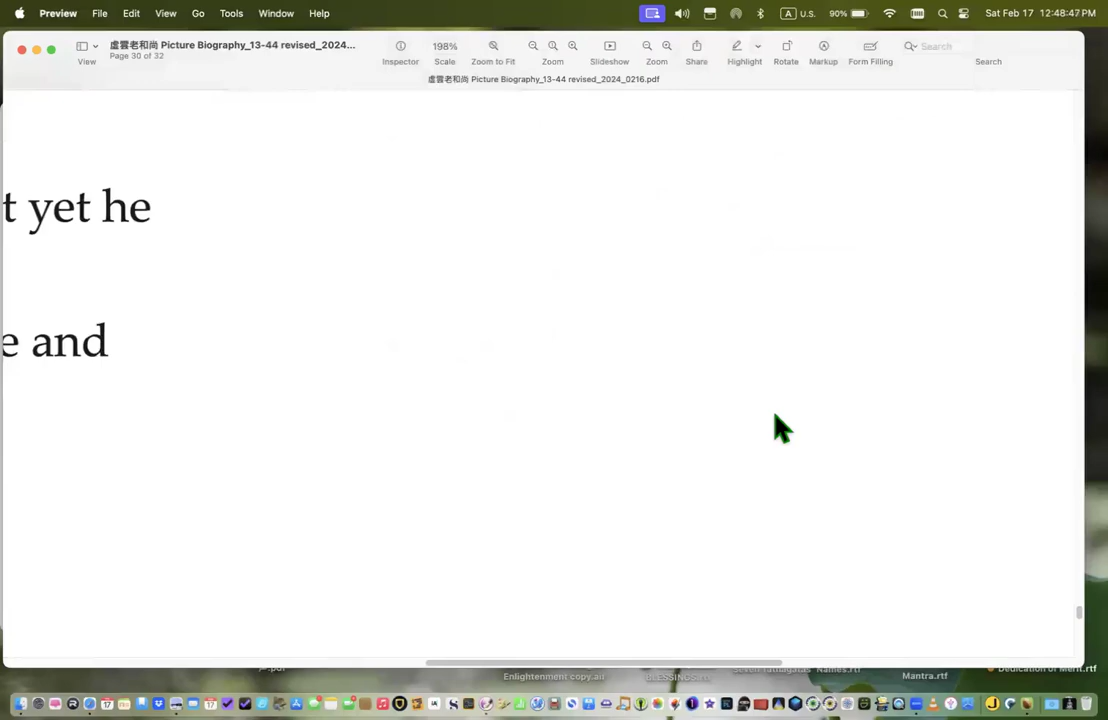 Preview File Edit View Go Tools Window Help U.S. 90% Sat Feb 17 12:48:47 PM
虛雲老和尚 Picture Biography_13-44 revised_2024...
Page 30 of 32
198%
Search
View Inspector Scale Zoom to Fit Zoom Slideshow Zoom Share Highlight Rotate Markup Form Filling Search
虛雲老和尚 Picture Biography_13-44 revised_2024_0216.pdf
t yet he
e and
Enlightenment copy.ail
Mantra.rtf
Dedication of Merit.rtf